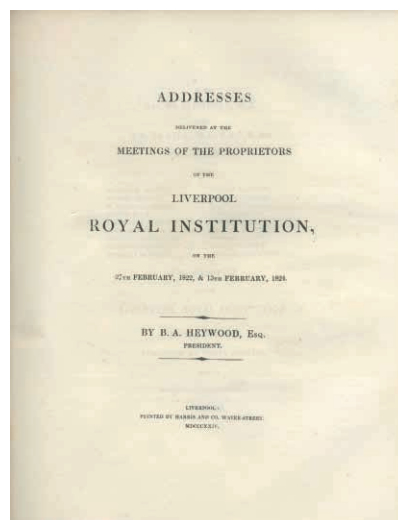 ADDRESSES
DELIVERED AT THE
MEETINGS OF THE PROPRIETORS
OF THE
LIVERPOOL
ROYAL INSTITUTION,
ON THE
27TH FEBRUARY, 1822, & 13TH FEBRUARY, 1824.
BY B. A. HEYWOOD, Esq.
PRESIDENT.
LIVERPOOL:
PRINTED BY HARRIS AND CO. WATER-STREET.
MDCCCXXIV.